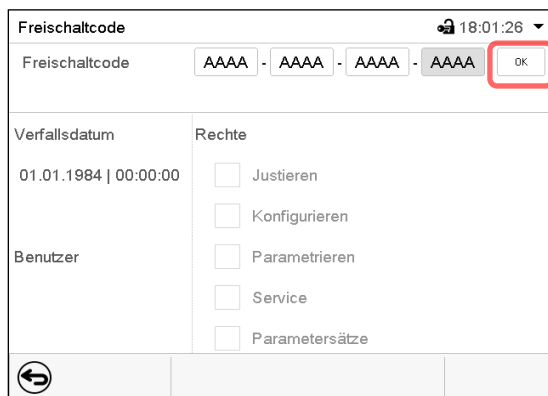 Freischaltcode 18:01:26
Freischaltcode AAAA - AAAA - AAAA - AAAA OK
Verfallsdatum Rechte
01.01.1984 | 00:00:00 Justieren
Konfigurieren
Benutzer Parametrieren
Service
Parametersätze